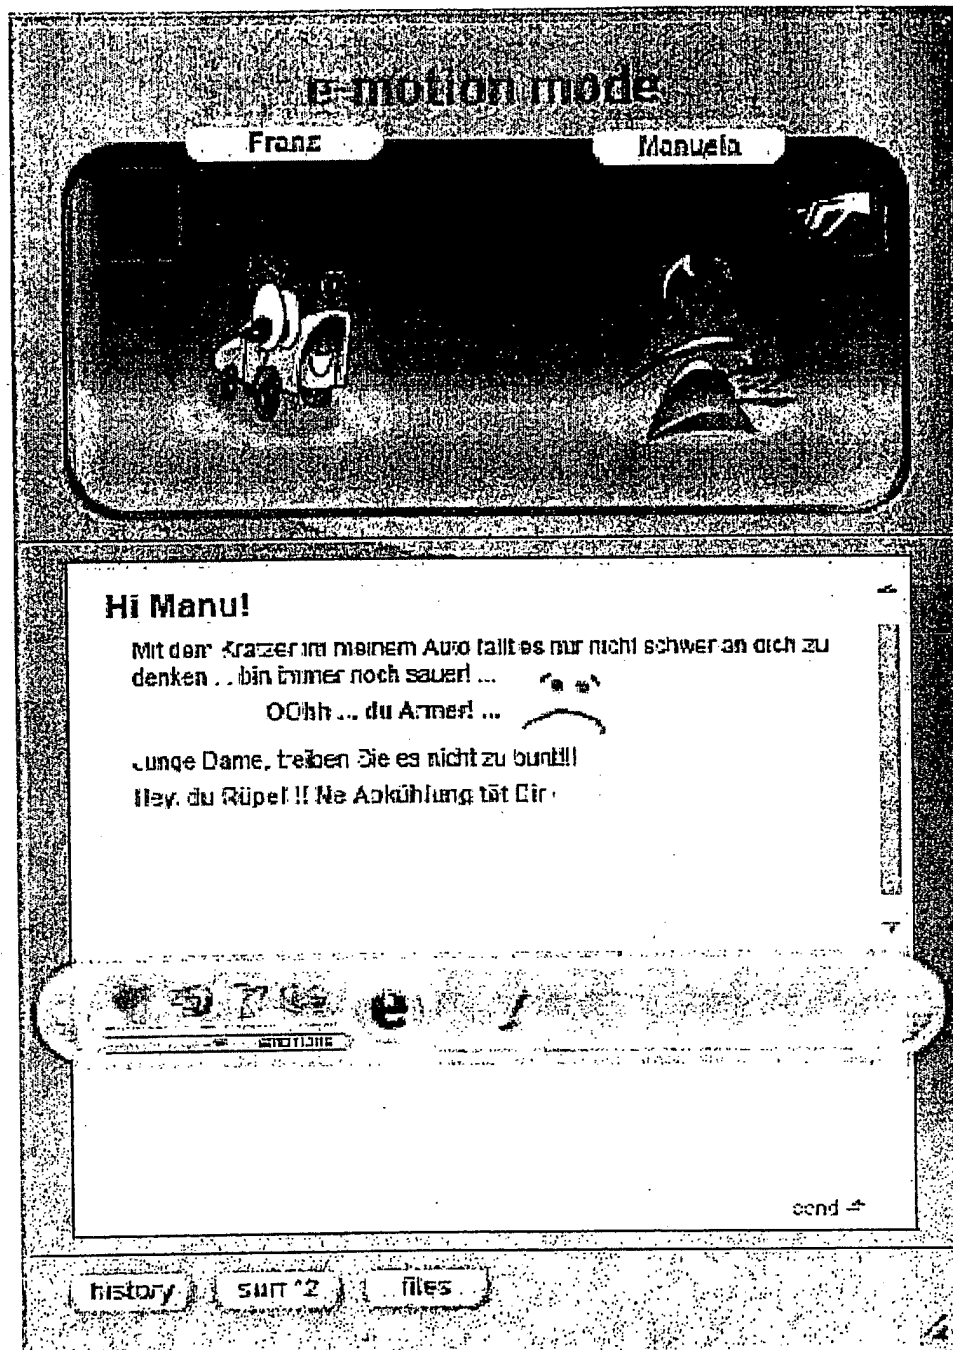 e-motion mode
Franz
Manuela
Hi Manu!
Mit dem Kratzer im meinem Auto fällt es mir nicht schwer an dich zu
denken ... bin immer noch sauer! ...
OOhh ... du Armer! ...
Junge Dame, treiben Sie es nicht zu bunt!!!
Hey, du Rüpel !!! Ne Abkühlung tät Dir
e
emotions
send
history
surf
files